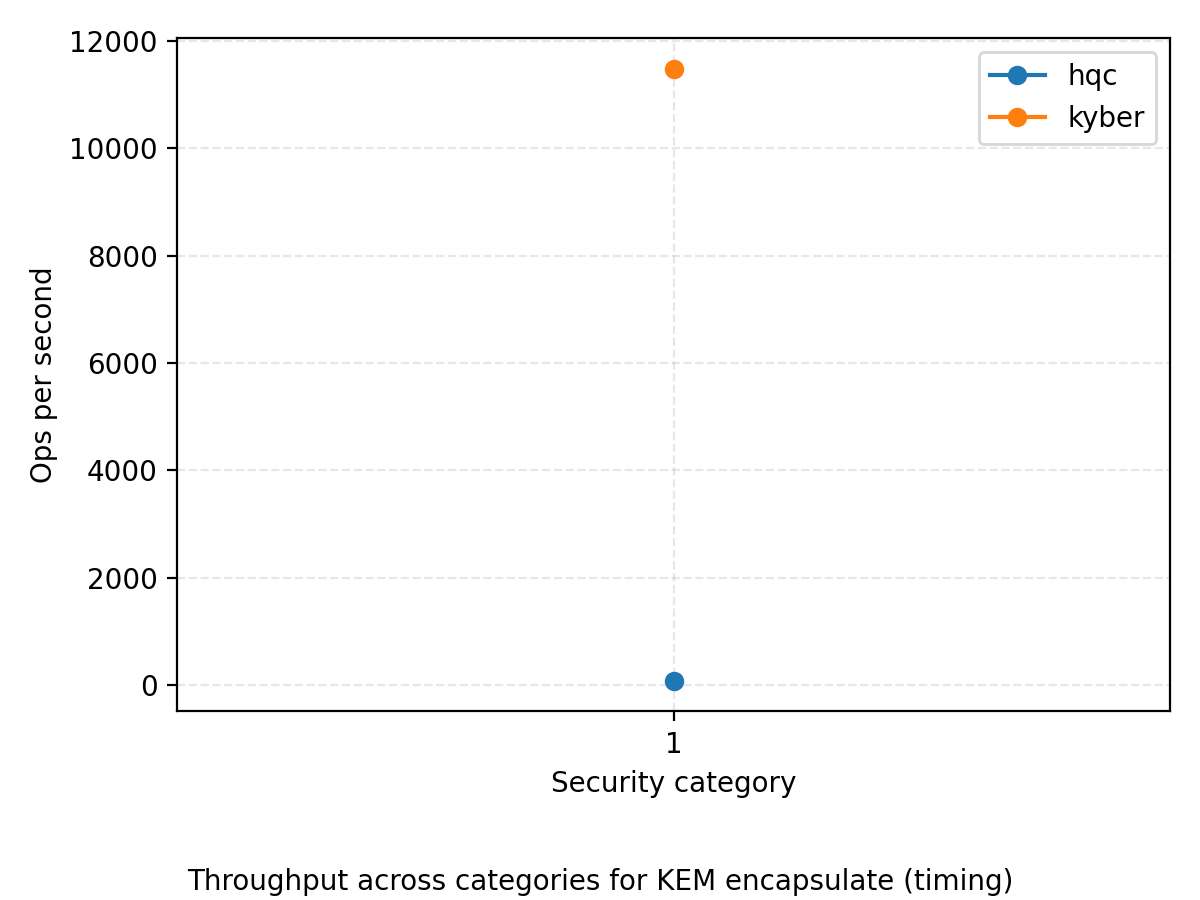 12000
10000
8000
6000
4000
2000
0
Ops per second
hqc
kyber
1
Security category
Throughput across categories for KEM encapsulate (timing)